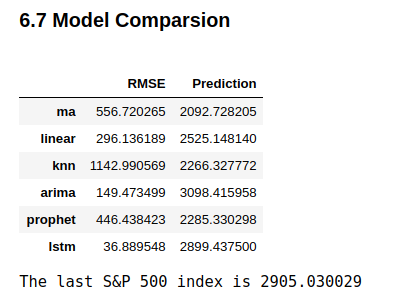 6.7 Model Comparsion
RMSE Prediction
ma 556.720265 2092.728205
linear 296.136189 2525.148140
knn 1142.990569 2266.327772
arima 149.473499 3098.415958
prophet 446.438423 2285.330298
lstm 36.889548 2899.437500
The last S&P 500 index is 2905.030029